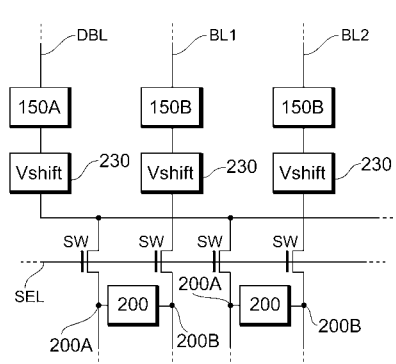 DBL BL1 BL2
150A 150B 150B
Vshift 230 Vshift 230 Vshift 230
SW SW SW SW
SEL 200A
200 200
200A 200B 200B